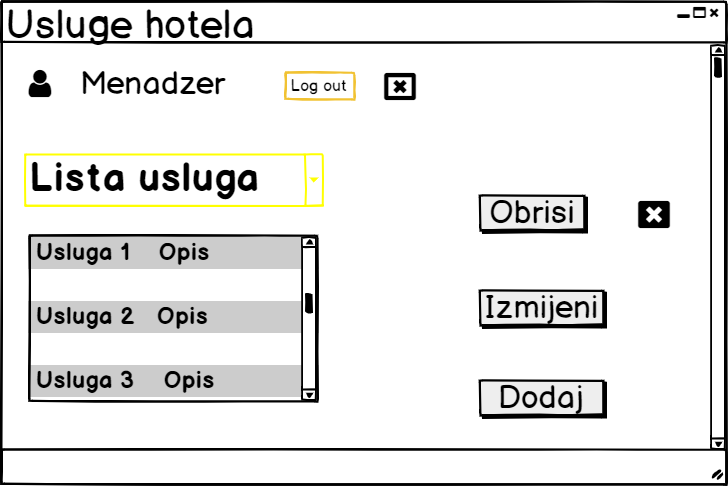 Usluge hotela
Menadzer
Log out
Lista usluga
Usluga 1 Opis
Usluga 2 Opis
Usluga 3 Opis
Obrisi
Izmijeni
Dodaj